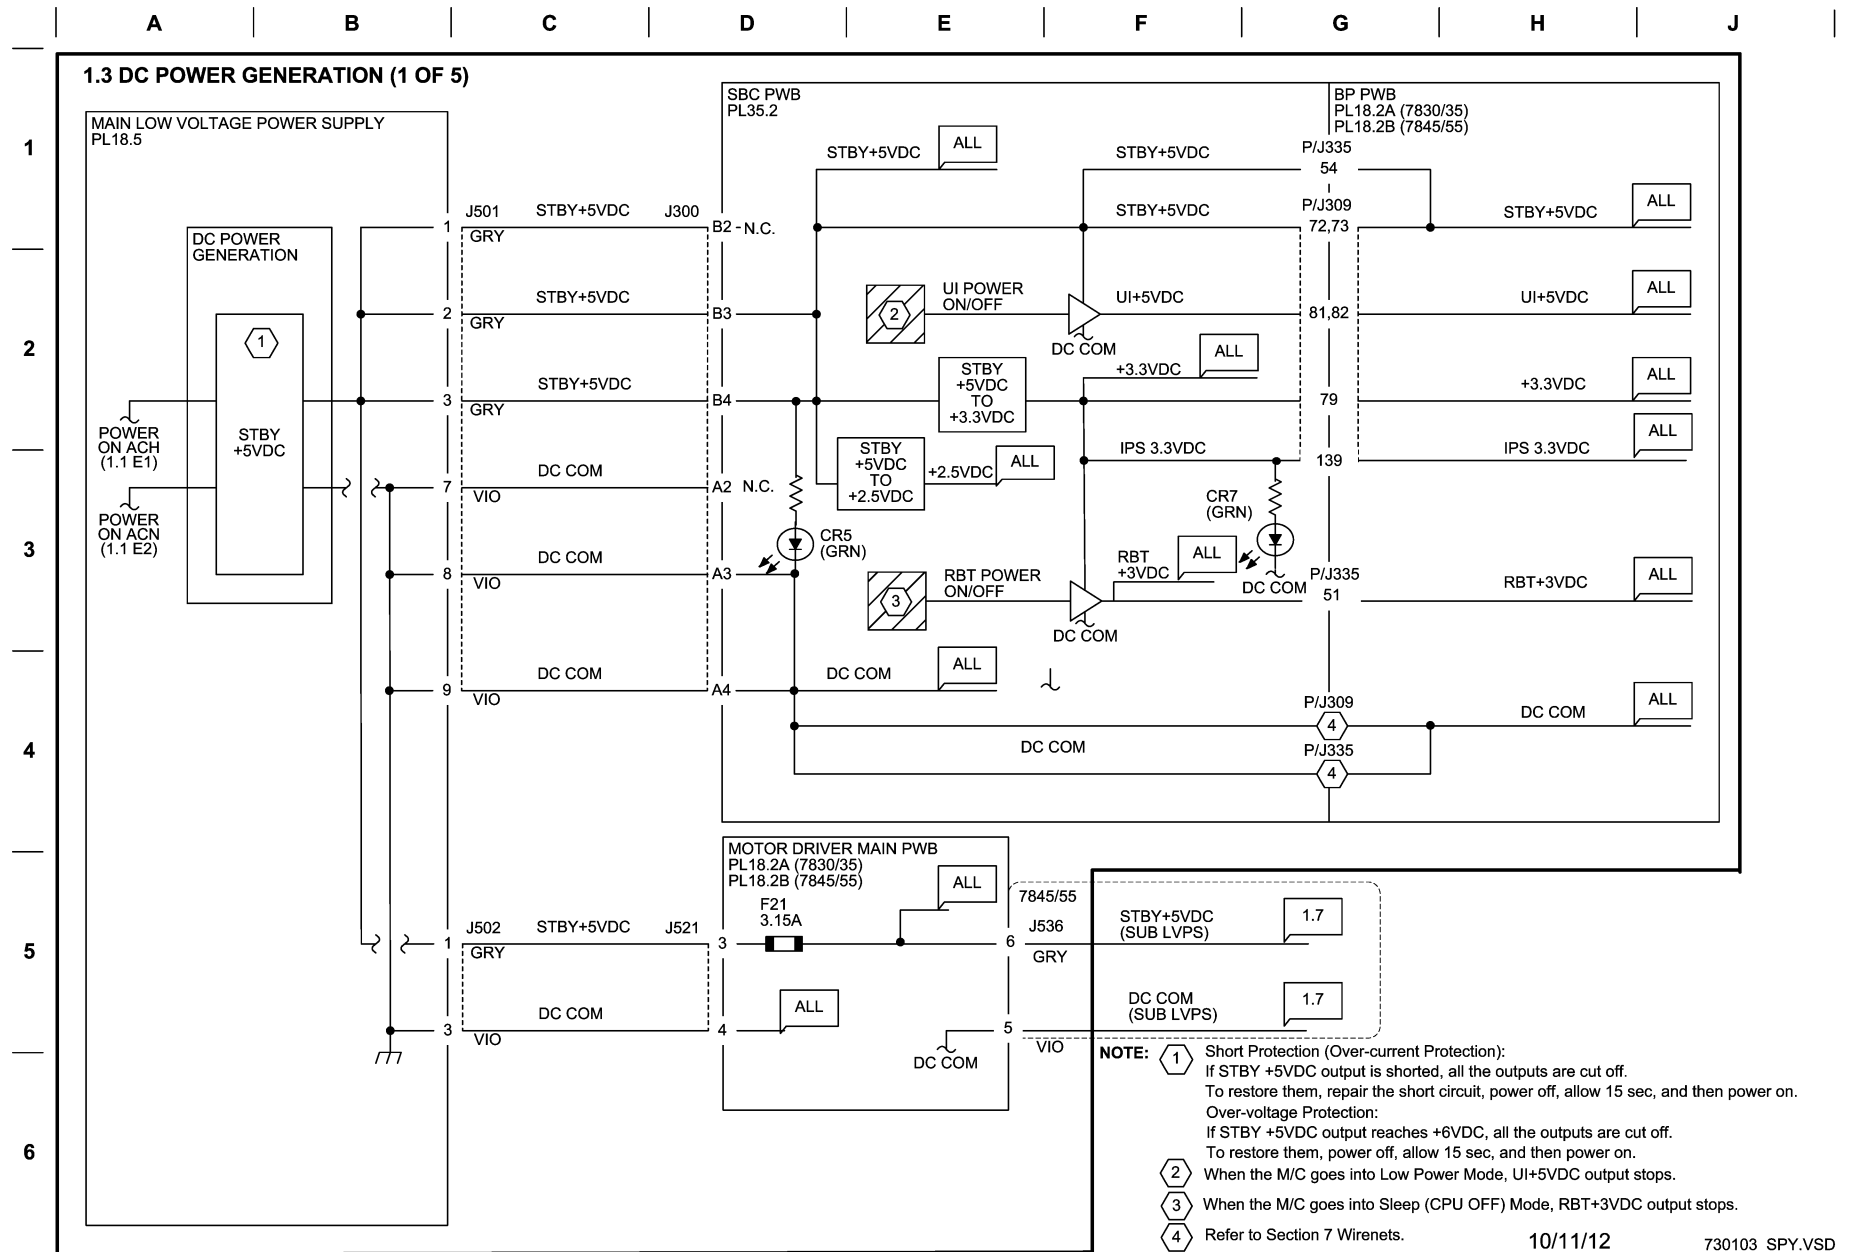 A B C D E F G H J
1.3 DC POWER GENERATION (1 OF 5)
1
2
3
4
5
6
MAIN LOW VOLTAGE POWER SUPPLY
PL18.5
DC POWER
GENERATION
1
STBY
+5VDC
POWER
ON ACH
(1.1 E1)
POWER
ON ACN
(1.1 E2)
J501 STBY+5VDC J300
1 GRY B2 N.C.
STBY+5VDC
2 GRY B3
STBY+5VDC
3 GRY B4
DC COM
7 VIO A2 N.C.
DC COM
8 VIO A3
DC COM
9 VIO A4
J502 STBY+5VDC J521
1 GRY 3
DC COM
3 VIO 4
SBC PWB
PL35.2
STBY+5VDC ALL
STBY+5VDC
STBY+5VDC
2
UI POWER
ON/OFF
UI+5VDC
DC COM
STBY
+5VDC
TO
+3.3VDC
+3.3VDC ALL
STBY
+5VDC
TO
+2.5VDC
+2.5VDC ALL
IPS 3.3VDC
CR5
(GRN)
CR7
(GRN)
DC COM
3
RBT POWER
ON/OFF
RBT
+3VDC ALL
DC COM
DC COM ALL
DC COM
BP PWB
PL18.2A (7830/35)
PL18.2B (7845/55)
P/J335
54
P/J309
72,73
81,82
79
139
P/J335
51
P/J309
4
P/J335
4
STBY+5VDC ALL
UI+5VDC ALL
+3.3VDC ALL
IPS 3.3VDC ALL
RBT+3VDC ALL
DC COM ALL
MOTOR DRIVER MAIN PWB
PL18.2A (7830/35)
PL18.2B (7845/55)
F21
3.15A
ALL
ALL
DC COM
7845/55
J536
6
GRY
5
VIO
STBY+5VDC
(SUB LVPS)
1.7
DC COM
(SUB LVPS)
1.7
NOTE: 1 Short Protection (Over-current Protection):
If STBY +5VDC output is shorted, all the outputs are cut off.
To restore them, repair the short circuit, power off, allow 15 sec, and then power on.
Over-voltage Protection:
If STBY +5VDC output reaches +6VDC, all the outputs are cut off.
To restore them, power off, allow 15 sec, and then power on.
2 When the M/C goes into Low Power Mode, UI+5VDC output stops.
3 When the M/C goes into Sleep (CPU OFF) Mode, RBT+3VDC output stops.
4 Refer to Section 7 Wirenets.
10/11/12 730103 SPY.VSD